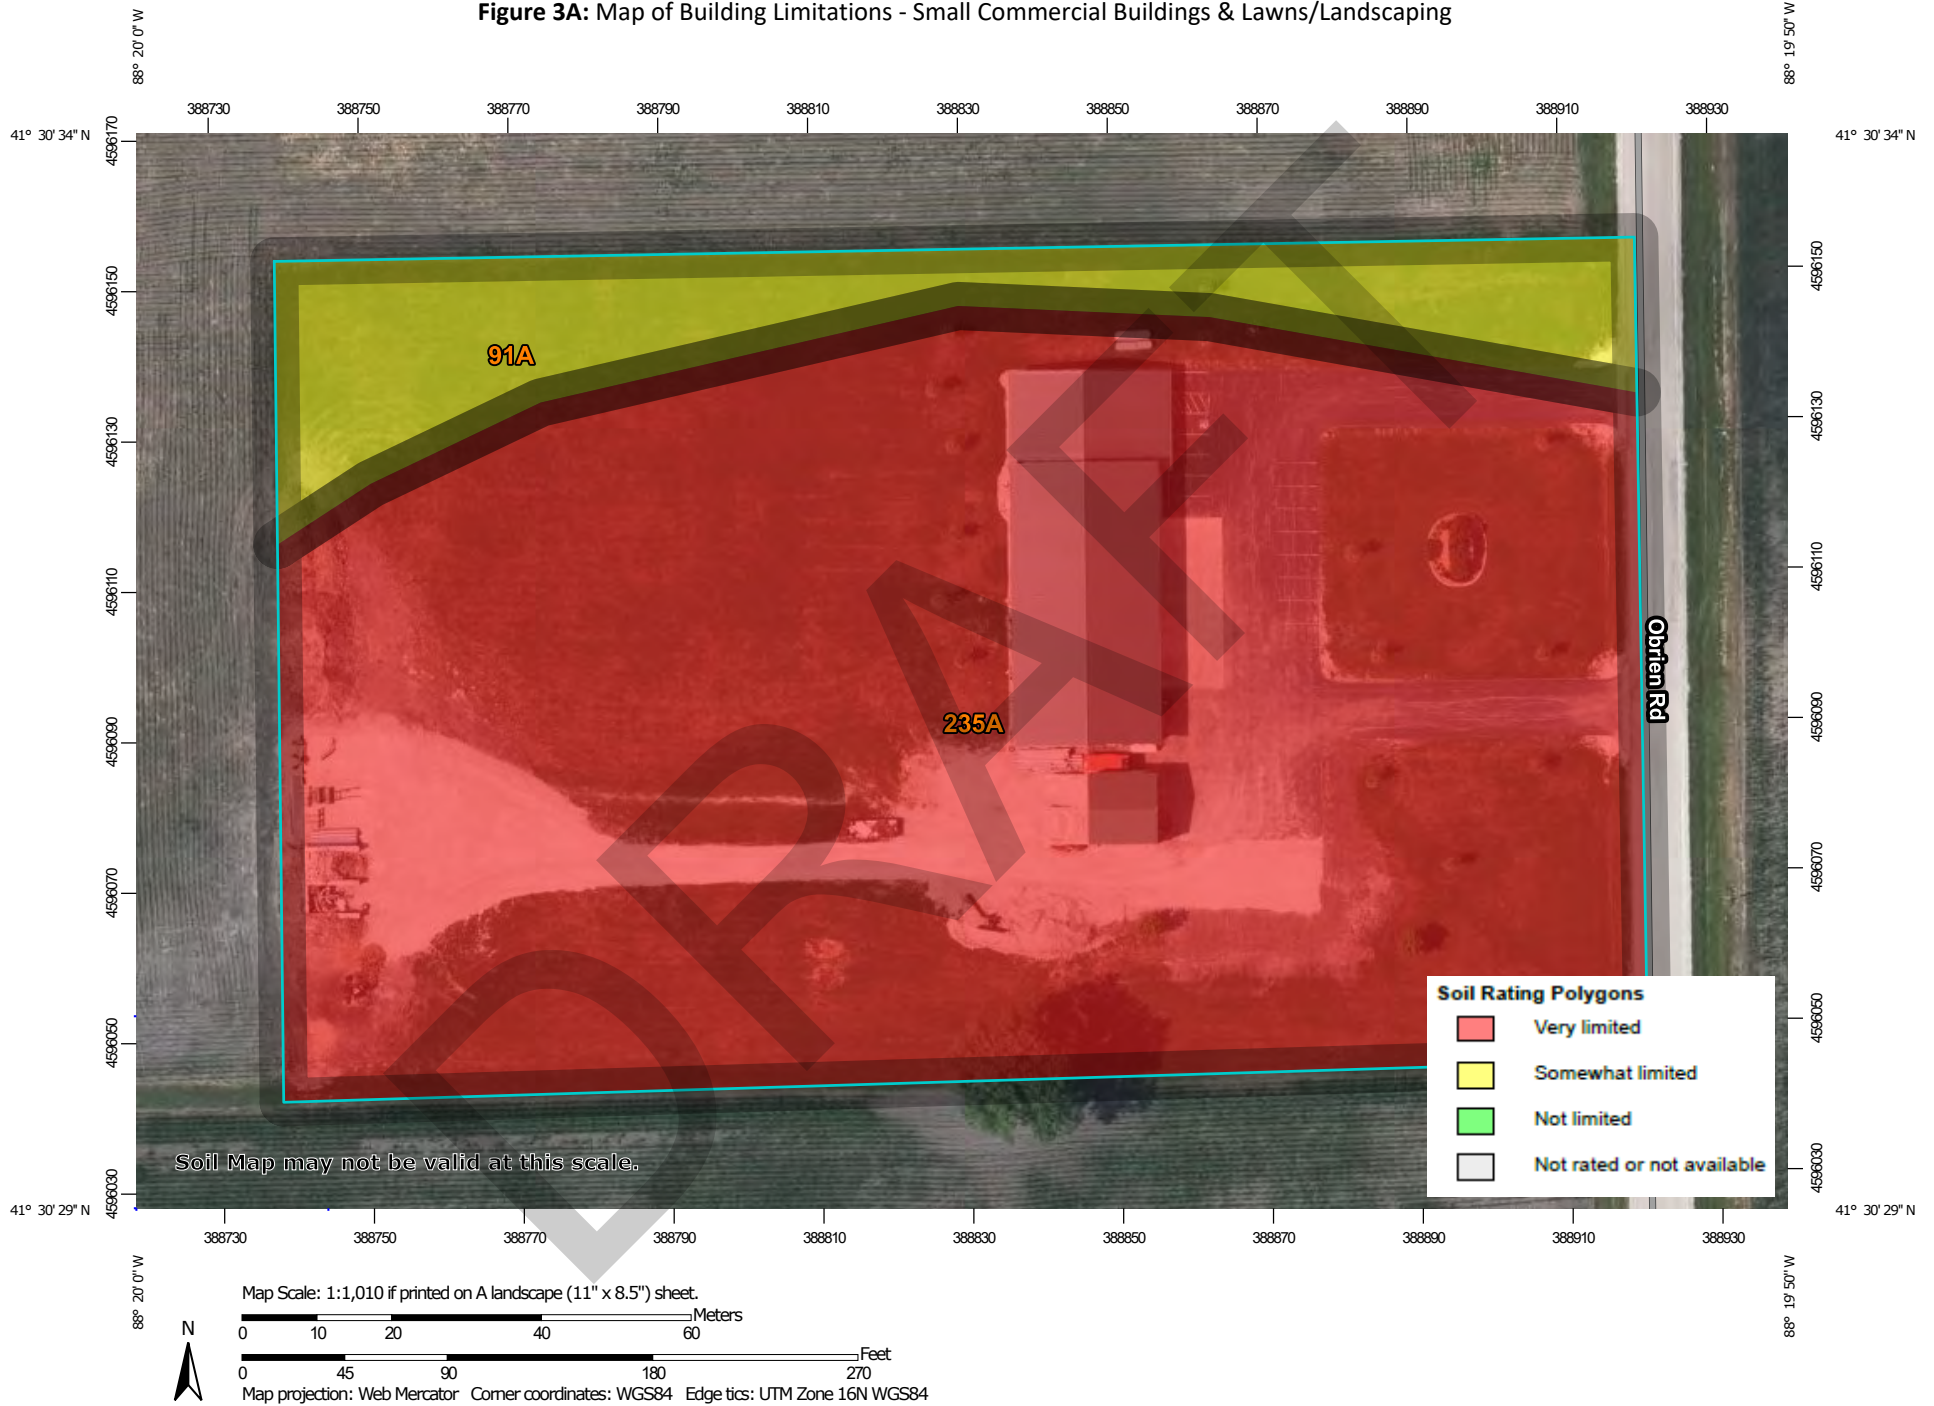 Figure 3A: Map of Building Limitations - Small Commercial Buildings & Lawns/Landscaping
88° 20' 0" W
88° 19' 50" W
388730 388750 388770 388790 388810 388830 388850 388870 388890 388910 388930
41° 30' 34" N
41° 30' 34" N
4596170
4596150
4596130
4596110
4596090
4596070
4596050
4596030
4596150
4596130
4596110
4596090
4596070
4596050
4596030
91A
235A
Obrien Rd
DRAFT
Soil Rating Polygons
Very limited
Somewhat limited
Not limited
Not rated or not available
Soil Map may not be valid at this scale.
41° 30' 29" N
41° 30' 29" N
388730 388750 388770 388790 388810 388830 388850 388870 388890 388910 388930
88° 20' 0" W
88° 19' 50" W
Map Scale: 1:1,010 if printed on A landscape (11" x 8.5") sheet.
Meters
0 10 20 40 60
Feet
0 45 90 180 270
N
Map projection: Web Mercator Corner coordinates: WGS84 Edge tics: UTM Zone 16N WGS84